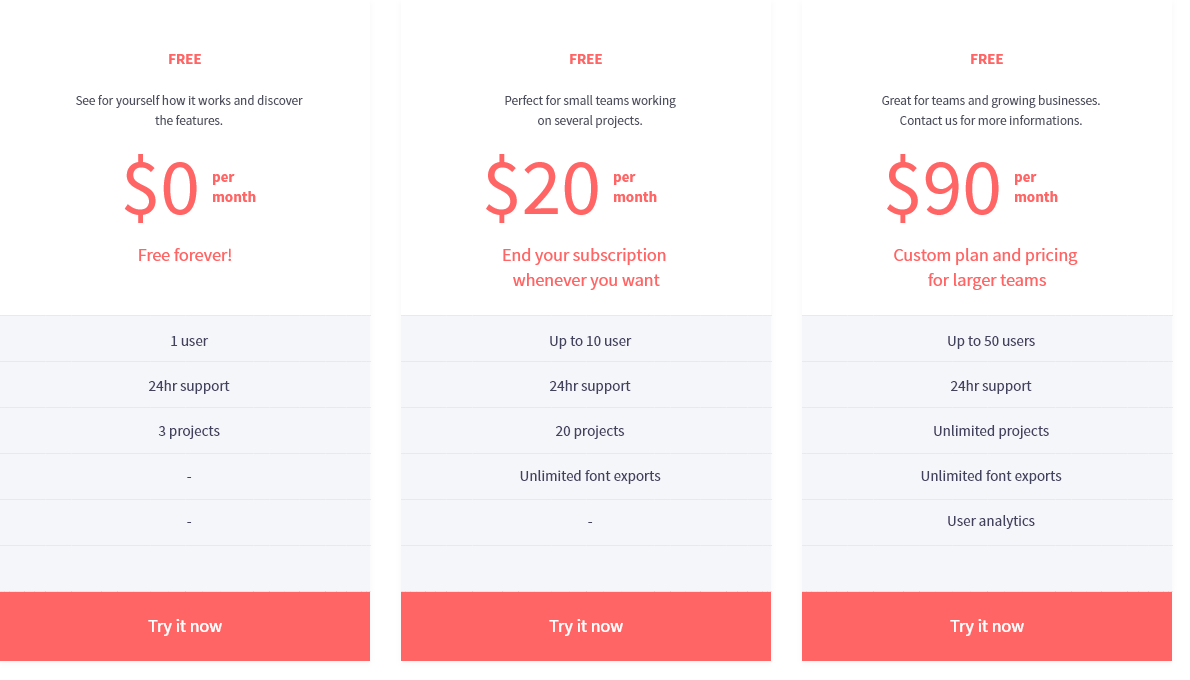 FREE
See for yourself how it works and discover
the features.
$0 per
month
Free forever!
1 user
24hr support
3 projects
-
-
Try it now
FREE
Perfect for small teams working
on several projects.
$20 per
month
End your subscription
whenever you want
Up to 10 user
24hr support
20 projects
Unlimited font exports
-
Try it now
FREE
Great for teams and growing businesses.
Contact us for more informations.
$90 per
month
Custom plan and pricing
for larger teams
Up to 50 users
24hr support
Unlimited projects
Unlimited font exports
User analytics
Try it now